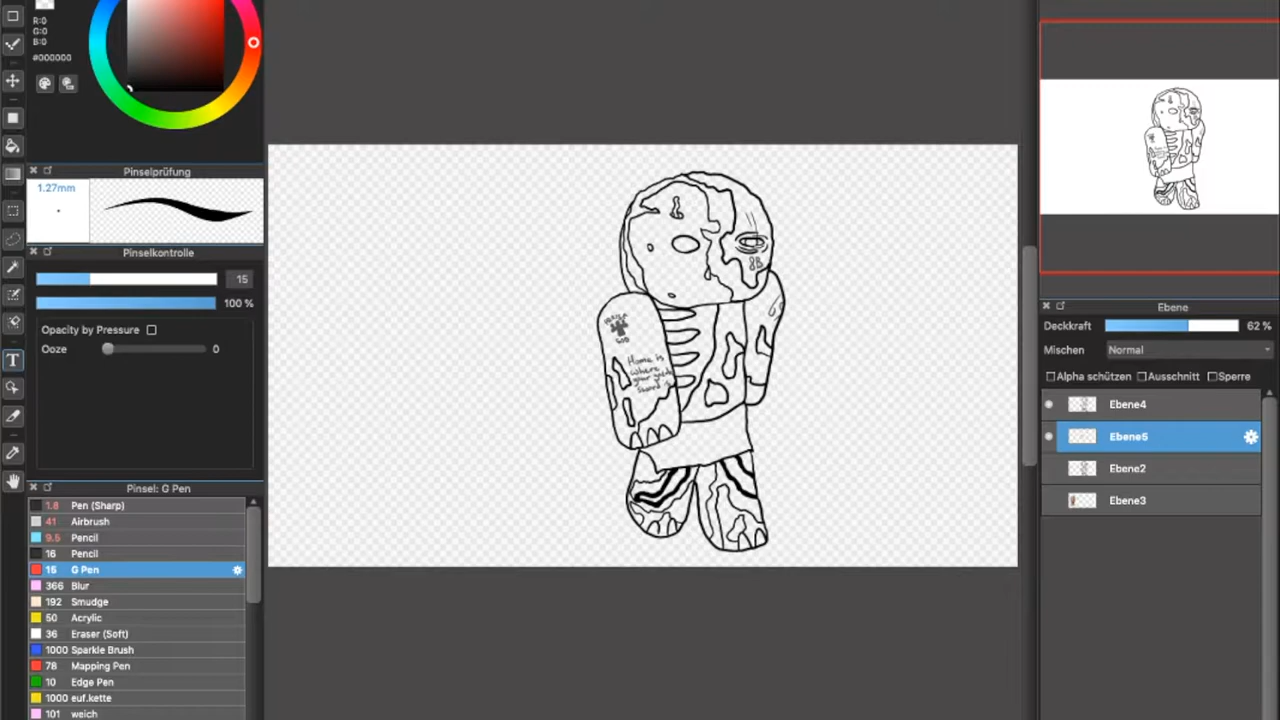 R:0
G:0
B:0
#000000
Pinselprüfung
1.27mm
Pinselkontrolle
15
100 %
Opacity by Pressure
Ooze
0
Pinsel: G Pen
1.8 Pen (Sharp)
41 Airbrush
9.5 Pencil
16 Pencil
15 G Pen
366 Blur
192 Smudge
50 Acrylic
36 Eraser (Soft)
1000 Sparkle Brush
78 Mapping Pen
10 Edge Pen
1000 euf.kette
101 weich
T
GOD
Home is
where
your
Ebene
Deckkraft
62 %
Mischen
Normal
Alpha schützen
Ausschnitt
Sperre
Ebene4
Ebene5
Ebene2
Ebene3